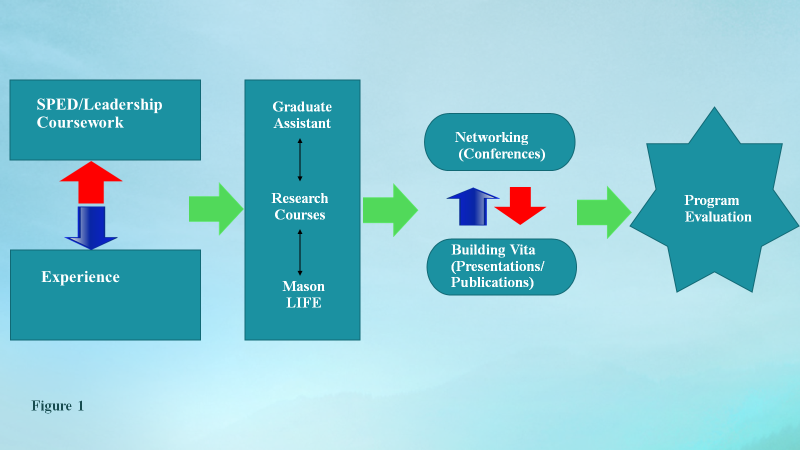 SPED/Leadership
Coursework
Experience
Graduate
Assistant
Research
Courses
Mason
LIFE
Networking
(Conferences)
Building Vita
(Presentations/
Publications)
Program
Evaluation
Figure 1